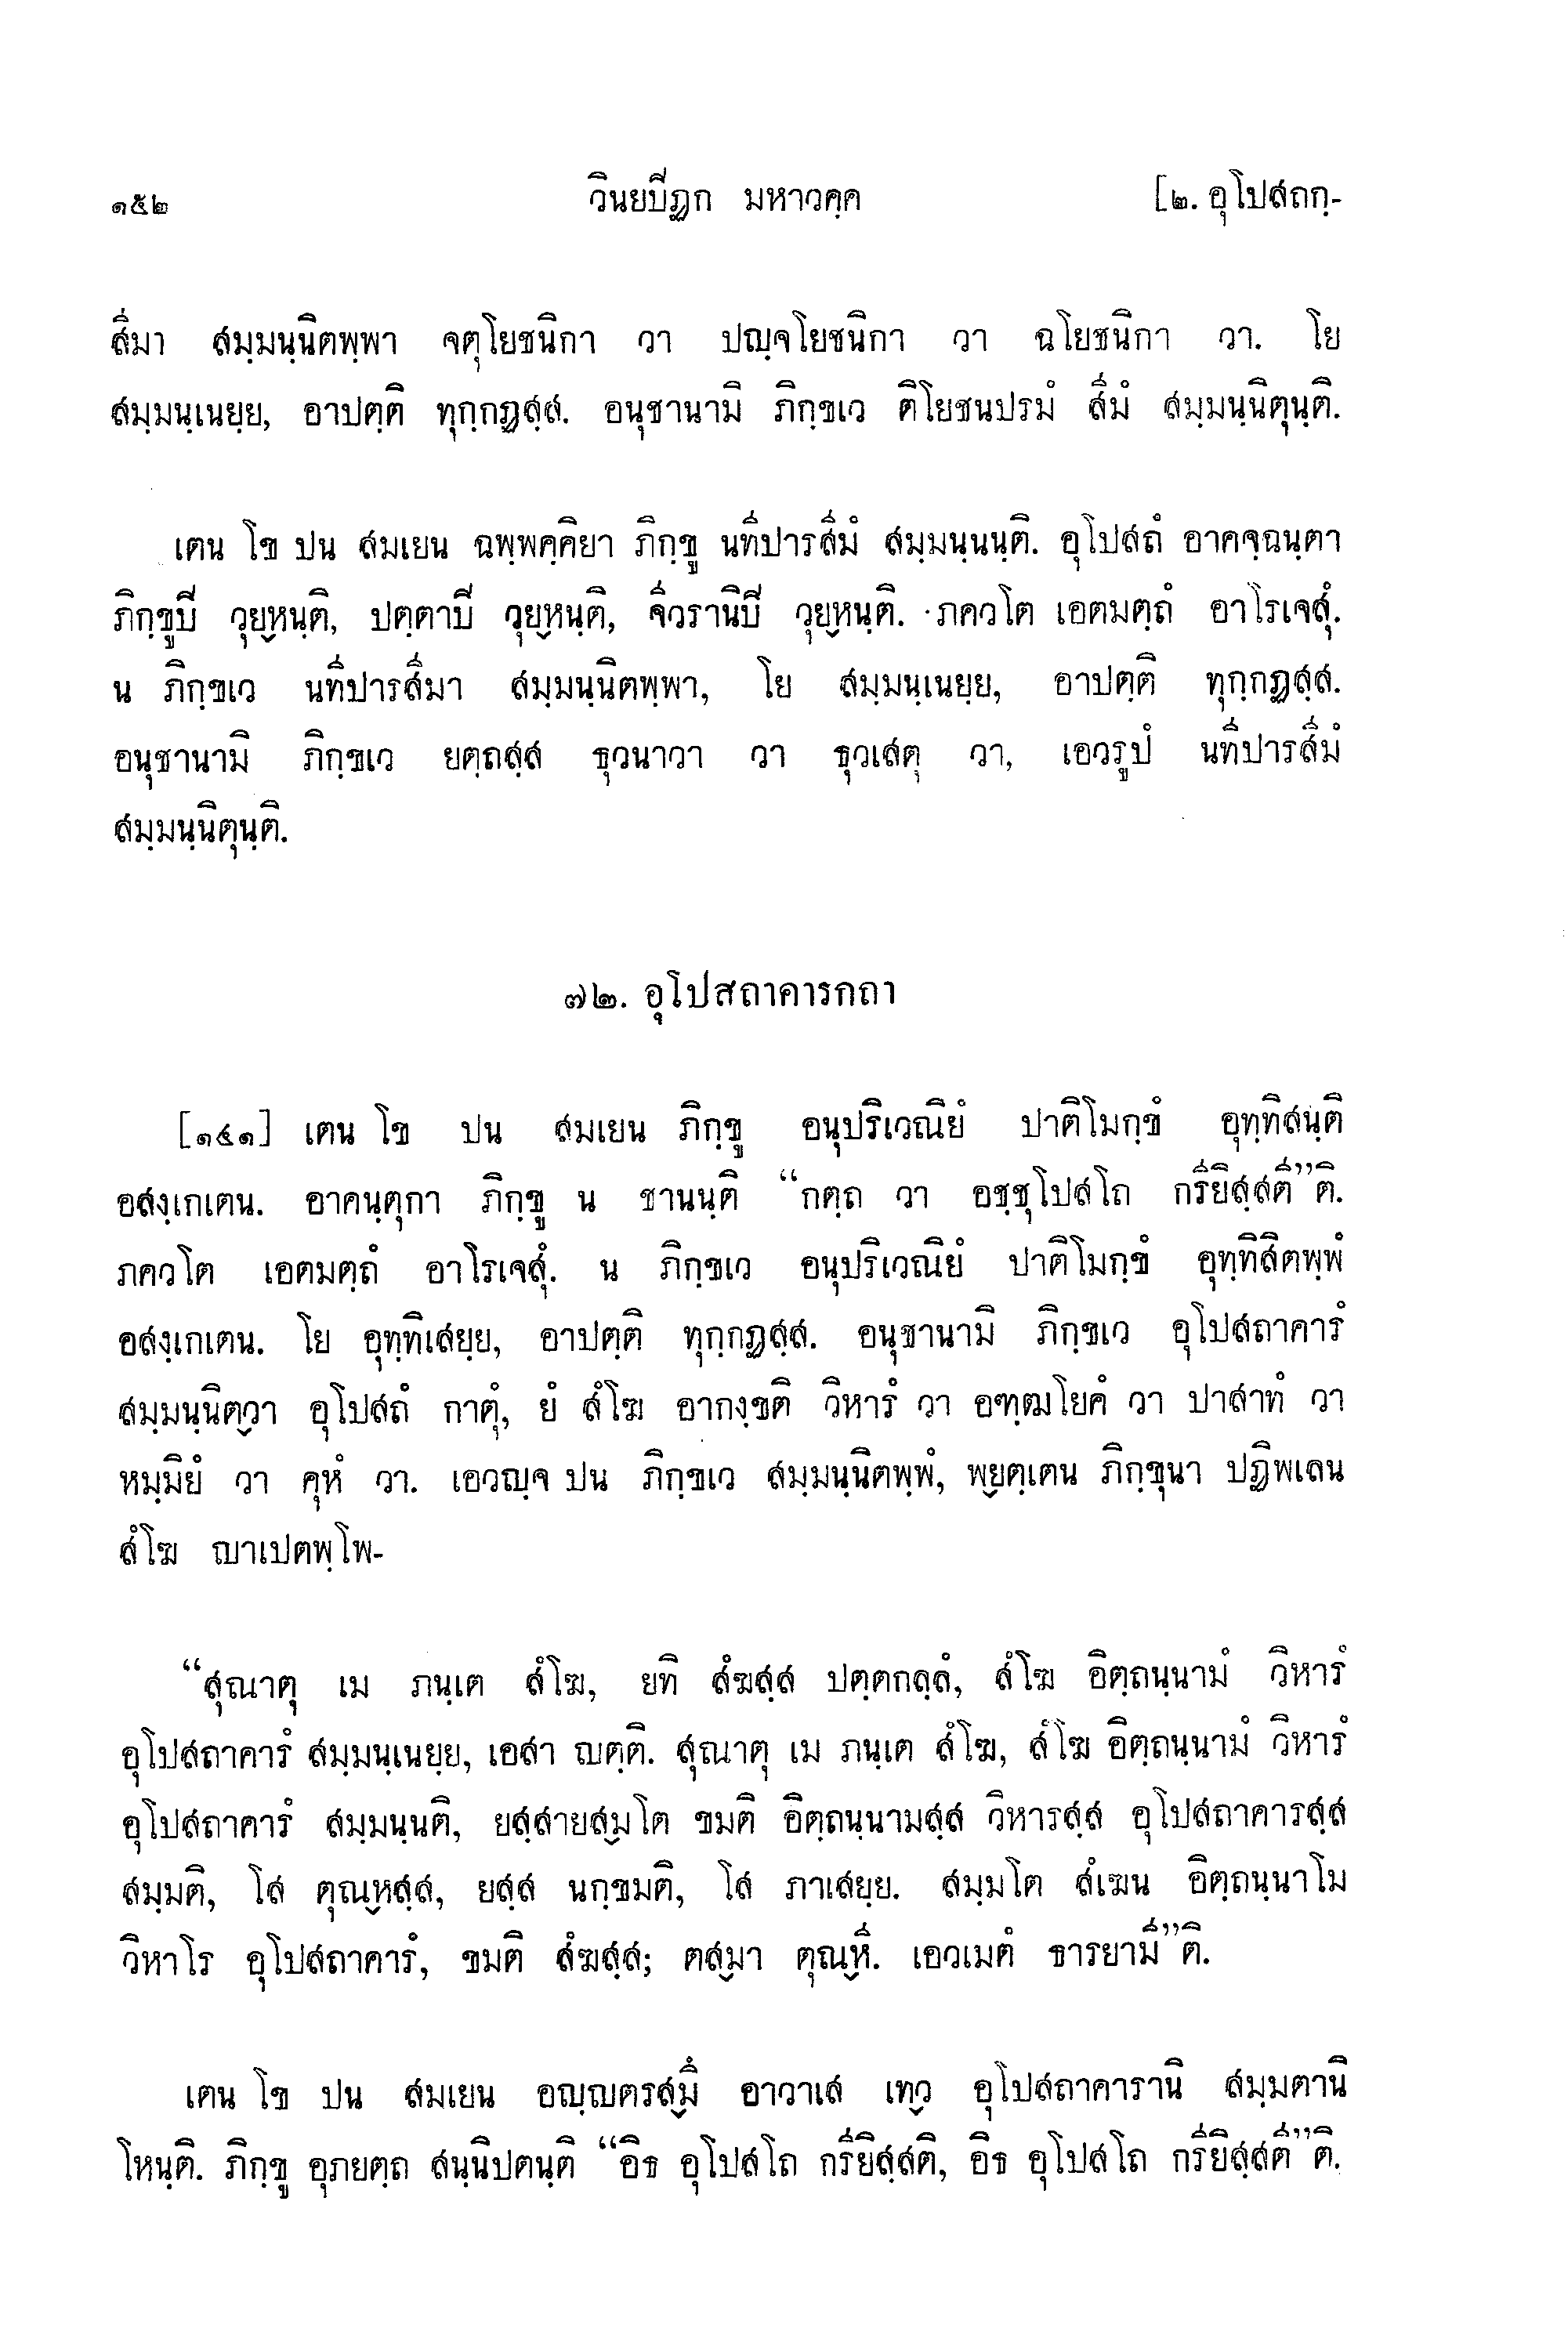 ๑๕๒ วินยปีฏก มหาวคฺค [๒. อุโปสถกฺ-
สีมา สมฺมนฺนิตพฺพา จตุโยชนิกา วา ปญฺจโยชนิกา วา ฉโยชนิกา วา. โย
สมฺมนฺเนยฺย, อาปตฺติ ทุกฺกฏสฺส. อนุชานามิ ภิกฺขเว ติโยชนปรมํ สีมํ สมฺมนฺนิตุนฺติ.
เตน โข ปน สมเยน ฉพฺพคฺคิยา ภิกฺขู นทีปารสีมํ สมฺมนฺนนฺติ. อุโปสถํ อาคจฺฉนฺตา
ภิกฺขูปี วุยฺหนฺติ, ปตฺตาปี วุยฺหนฺติ, จีวรานิปี วุยฺหนฺติ. ภควโต เอตมตฺถํ อาโรเจสุํ.
น ภิกฺขเว นทีปารสีมา สมฺมนฺนิตพฺพา, โย สมฺมนฺเนยฺย, อาปตฺติ ทุกฺกฏสฺส.
อนุชานามิ ภิกฺขเว ยตฺถสฺส ธุวนาวา วา ธุวเสตุ วา, เอวรูปํ นทีปารสีมํ
สมฺมนฺนิตุนฺติ.
๗๒. อุโปสถาคารกถา
[๑๔๑] เตน โข ปน สมเยน ภิกฺขู อนุปริเวณิยํ ปาติโมกฺขํ อุทฺทิสนฺติ
อสงฺเกเตน. อาคนฺตุกา ภิกฺขู น ชานนฺติ “กตฺถ วา อชฺชุโปสโถ กรียิสฺสตี”ติ.
ภควโต เอตมตฺถํ อาโรเจสุํ. น ภิกฺขเว อนุปริเวณิยํ ปาติโมกฺขํ อุทฺทิสิตพฺพํ
อสงฺเกเตน. โย อุทฺทิเสยฺย, อาปตฺติ ทุกฺกฏสฺส. อนุชานามิ ภิกฺขเว อุโปสถาคารํ
สมฺมนฺนิตฺวา อุโปสถํ กาตุํ, ยํ สํโฆ อากงฺขติ วิหารํ วา อฑฺฒโยคํ วา ปาสาทํ วา
หมฺมิยํ วา คุหํ วา. เอวญฺจ ปน ภิกฺขเว สมฺมนฺนิตพฺพํ, พฺยตฺเตน ภิกฺขุนา ปฏิพเลน
สํโฆ ญาเปตพฺโพ-
“สุณาตุ เม ภนฺเต สํโฆ, ยทิ สํฆสฺส ปตฺตกลฺลํ, สํโฆ อิตฺถนฺนามํ วิหารํ
อุโปสถาคารํ สมฺมนฺเนยฺย, เอสา ญตฺติ. สุณาตุ เม ภนฺเต สํโฆ, สํโฆ อิตฺถนฺนามํ วิหารํ
อุโปสถาคารํ สมฺมนฺนติ, ยสฺสายสฺมโต ขมติ อิตฺถนฺนามสฺส วิหารสฺส อุโปสถาคารสฺส
สมฺมติ, โส ตุณฺหสฺส, ยสฺส นกฺขมติ, โส ภาเสยฺย. สมฺมโต สํเฆน อิตฺถนฺนาโม
วิหาโร อุโปสถาคารํ, ขมติ สํฆสฺส; ตสฺมา ตุณฺหี. เอวเมตํ ธารยามี”ติ.
เตน โข ปน สมเยน อญฺญตรสฺมิํ อาวาเส เทฺว อุโปสถาคารานิ สมฺมตานิ
โหนฺติ. ภิกฺขู อุภยตฺถ สนฺนิปตนฺติ “อิธ อุโปสโถ กรียิสฺสติ, อิธ อุโปสโถ กรียิสฺสตี”ติ.